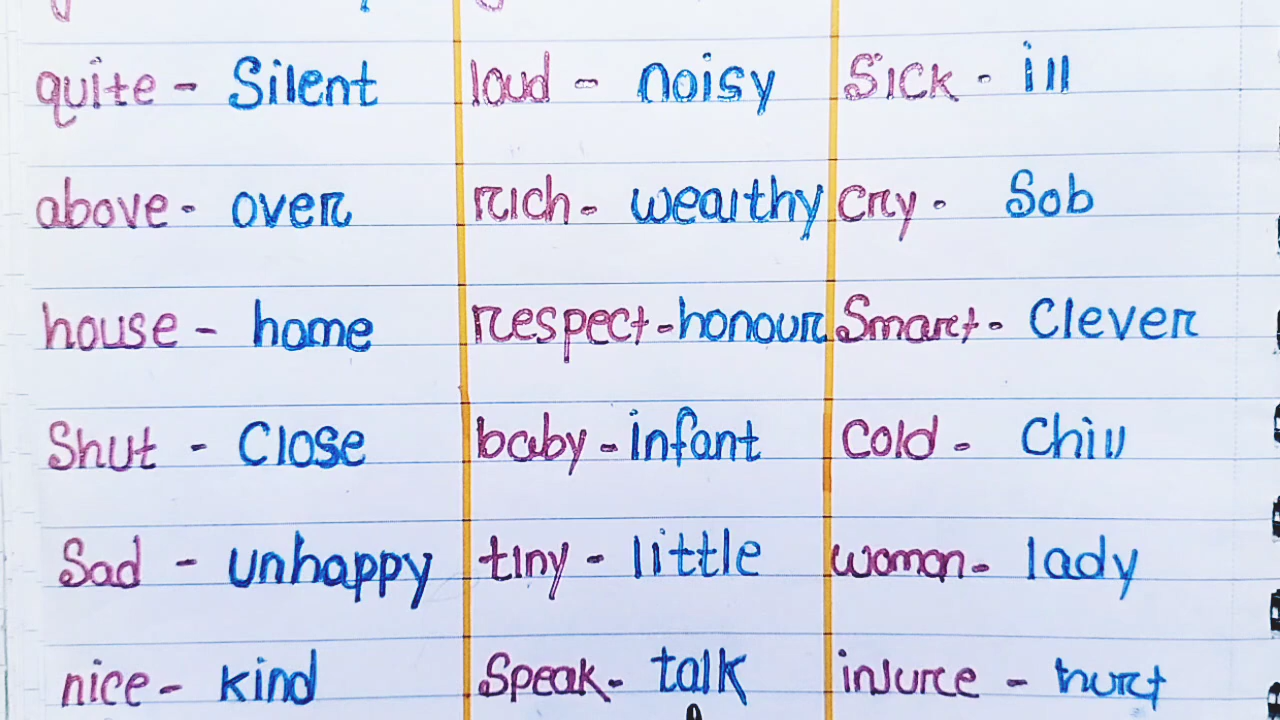 quite - Silent loud - noisy Sick - ill
above - over rich - wealthy cry - Sob
house - home respect - honour Smart - Clever
Shut - Close baby - infant Cold - Chill
Sad - unhappy tiny - little woman - lady
nice - kind Speak - talk injure - hurt